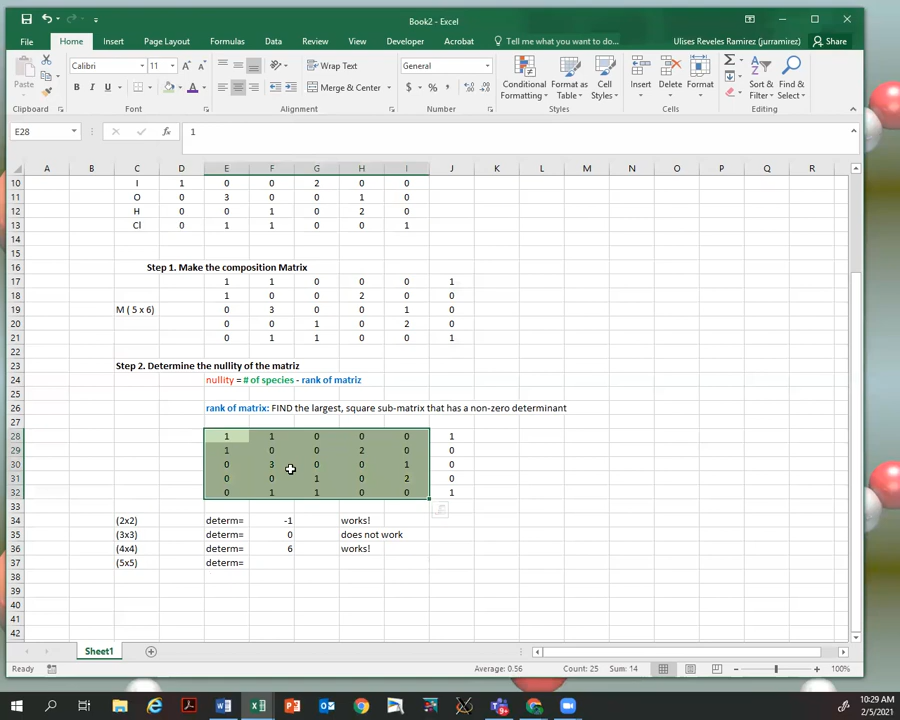 Book2 - Excel
File Home Insert Page Layout Formulas Data Review View Developer Acrobat Tell me what you want to do... Ulises Reveles Ramirez (jurramirez) Share
Calibri 11 Wrap Text General
Paste B I U A Merge & Center $ % Conditional Formatting Format as Table Cell Styles Insert Delete Format Sort & Filter Find & Select
Clipboard Font Alignment Number Styles Cells Editing
E28 fx 1
A B C D E F G H I J K L M N O P Q R
10 I 1 0 0 2 0 0
11 O 0 3 0 0 1 0
12 H 0 0 1 0 2 0
13 Cl 0 1 1 0 0 1
14
15
16 Step 1. Make the composition Matrix
17 1 1 0 0 0 1
18 1 0 0 2 0 0
19 M ( 5 x 6) 0 3 0 0 1 0
20 0 0 1 0 2 0
21 0 1 1 0 0 1
22
23 Step 2. Determine the nullity of the matriz
24 nullity = # of species - rank of matriz
25
26 rank of matrix: FIND the largest, square sub-matrix that has a non-zero determinant
27
28 1 1 0 0 0 1
29 1 0 0 2 0 0
30 0 3 0 0 1 0
31 0 0 1 0 2 0
32 0 1 1 0 0 1
33
34 (2x2) determ= -1 works!
35 (3x3) determ= 0 does not work
36 (4x4) determ= 6 works!
37 (5x5) determ=
38
39
40
41
42
Sheet1
Ready Average: 0.56 Count: 25 Sum: 14 100%
10:29 AM
2/5/2021